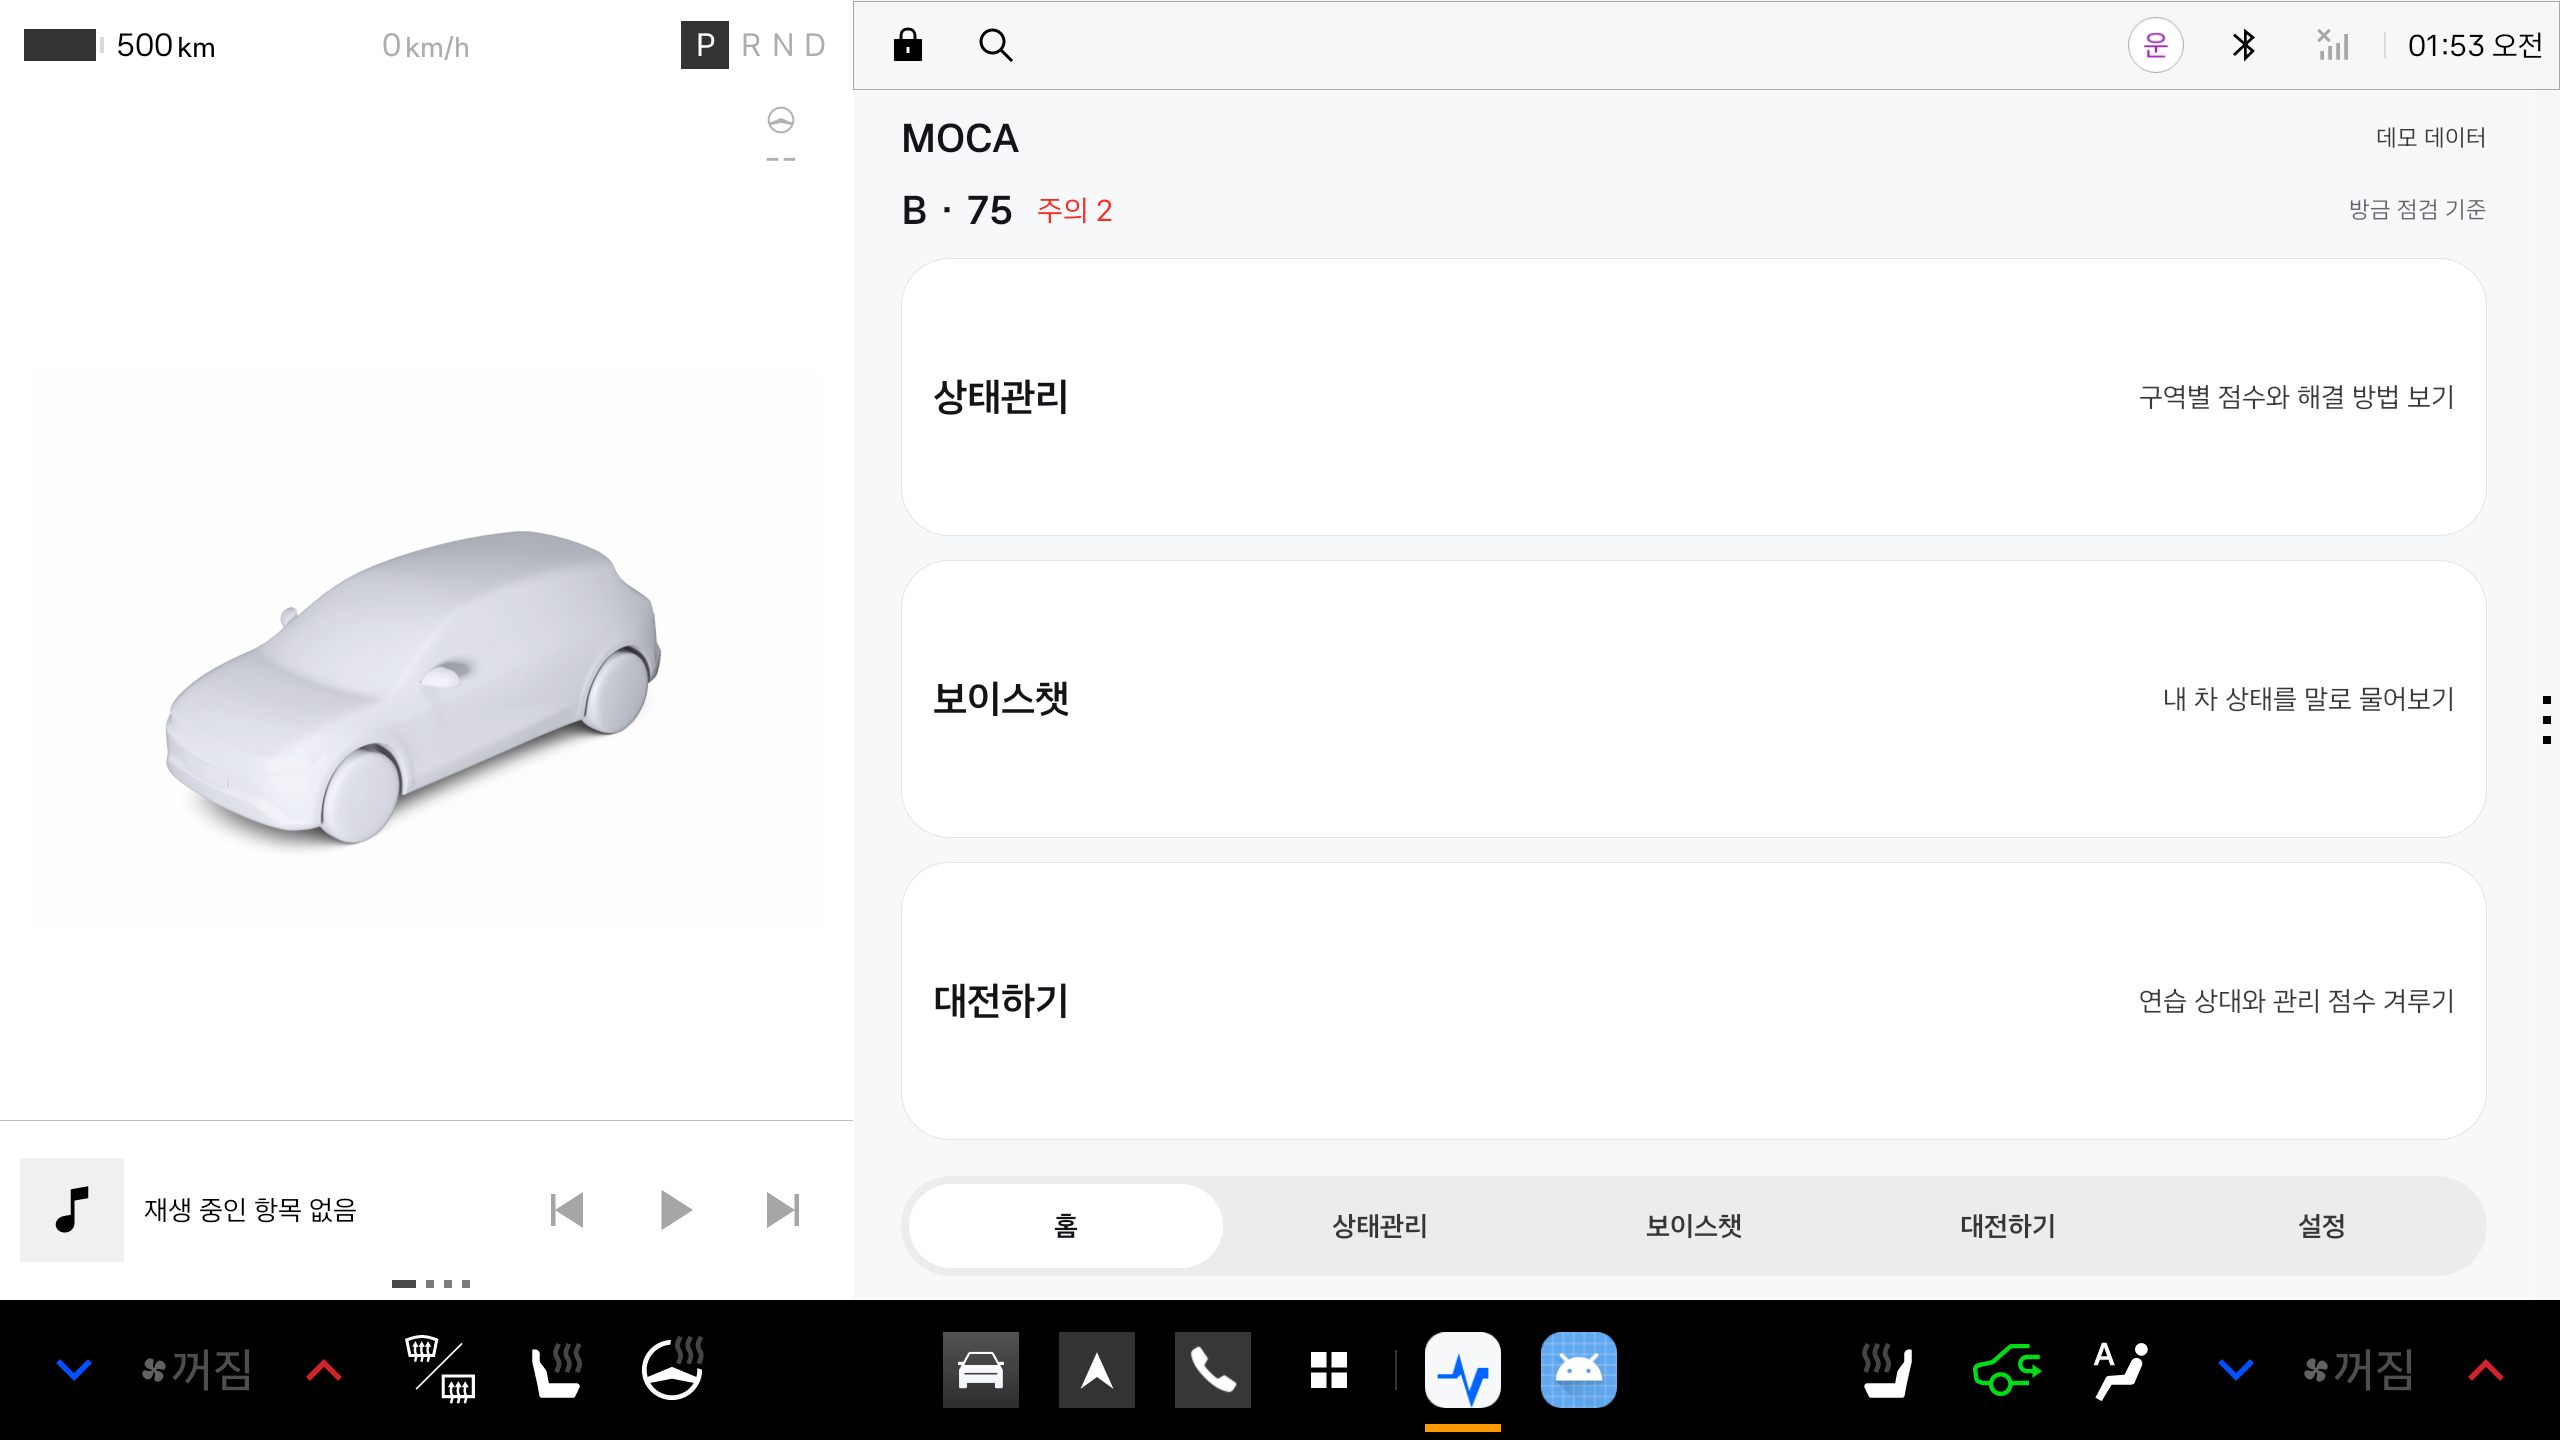 500 km
0 km/h
P R N D
운
01:53 오전
--
MOCA
데모 데이터
B · 75 주의 2
방금 점검 기준
상태관리
구역별 점수와 해결 방법 보기
보이스챗
내 차 상태를 말로 물어보기
대전하기
연습 상대와 관리 점수 겨루기
재생 중인 항목 없음
홈
상태관리
보이스챗
대전하기
설정
꺼짐
A
꺼짐